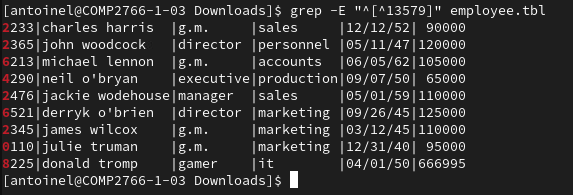 [antoinel@COMP2766-1-03 Downloads]$ grep -E "^[^13579]" employee.tbl
2233|charles harris  |g.m.     |sales     |12/12/52| 90000
2365|john woodcock   |director |personnel |05/11/47|120000
6213|michael lennon  |g.m.     |accounts  |06/05/62|105000
4290|neil o'bryan    |executive|production|09/07/50| 65000
2476|jackie wodehouse|manager  |sales     |05/01/59|110000
6521|derryk o'brien  |director |marketing |09/26/45|125000
2345|james wilcox    |g.m.     |marketing |03/12/45|110000
0110|julie truman    |g.m.     |marketing |12/31/40| 95000
8225|donald tromp    |gamer    |it        |04/01/50|666995
[antoinel@COMP2766-1-03 Downloads]$